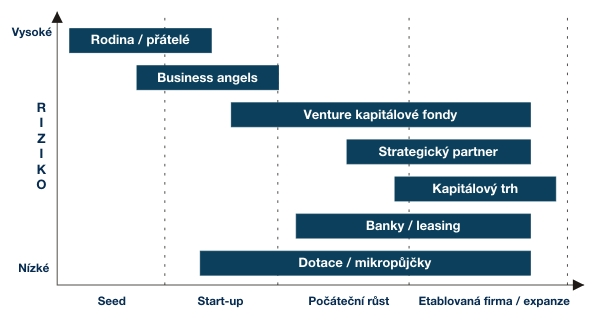 Vysoké
Rodina / přátelé
Business angels
Venture kapitálové fondy
Strategický partner
Kapitálový trh
Banky / leasing
Dotace / mikropůjčky
RIZIKO
Nízké
Seed
Start-up
Počáteční růst
Etablovaná firma / expanze